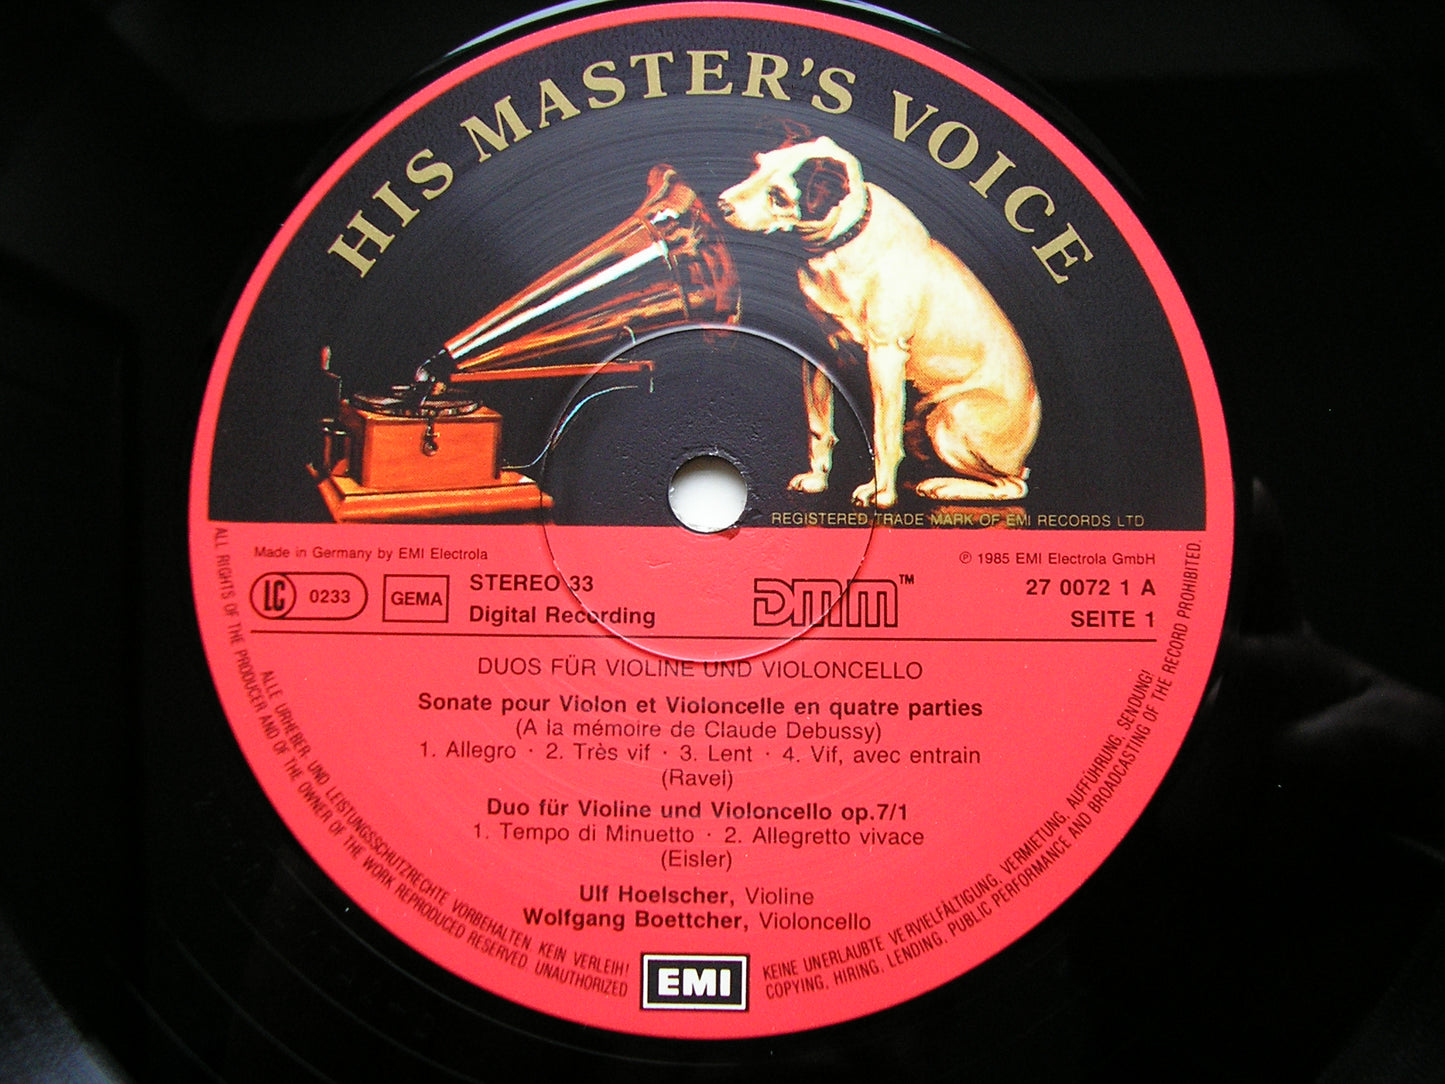 HIS MASTER'S VOICE
REGISTERED TRADE MARK OF EMI RECORDS LTD
Made in Germany by EMI Electrola
℗ 1985 EMI Electrola GmbH
LC 0233
GEMA
STEREO 33
Digital Recording
DMM™
27 0072 1 A
SEITE 1
DUOS FÜR VIOLINE UND VIOLONCELLO
Sonate pour Violon et Violoncelle en quatre parties
(A la mémoire de Claude Debussy)
1. Allegro · 2. Très vif · 3. Lent · 4. Vif, avec entrain
(Ravel)
Duo für Violine und Violoncello op.7/1
1. Tempo di Minuetto · 2. Allegretto vivace
(Eisler)
Ulf Hoelscher, Violine
Wolfgang Boettcher, Violoncello
EMI
ALLE URHEBER- UND LEISTUNGSSCHUTZRECHTE VORBEHALTEN. KEIN VERLEIH! KEINE UNERLAUBTE VERVIELFÄLTIGUNG, VERMIETUNG, AUFFÜHRUNG, SENDUNG!
ALL RIGHTS OF THE PRODUCER AND OF THE OWNER OF THE WORK REPRODUCED RESERVED. UNAUTHORIZED COPYING, HIRING, LENDING, PUBLIC PERFORMANCE AND BROADCASTING OF THE RECORD PROHIBITED.